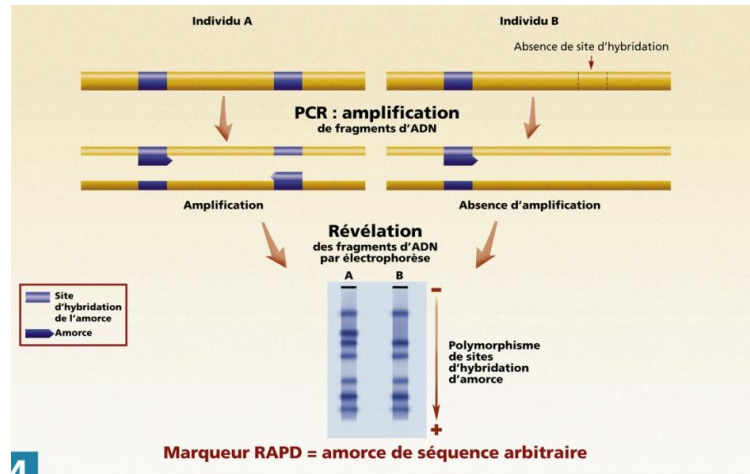 Individu A
Individu B
Absence de site d'hybridation
PCR : amplification
de fragments d'ADN
Amplification
Absence d'amplification
Révélation
des fragments d'ADN
par électrophorèse
A B
Site
d'hybridation
de l'amorce
Amorce
−
Polymorphisme
de sites
d'hybridation
d'amorce
+
Marqueur RAPD = amorce de séquence arbitraire